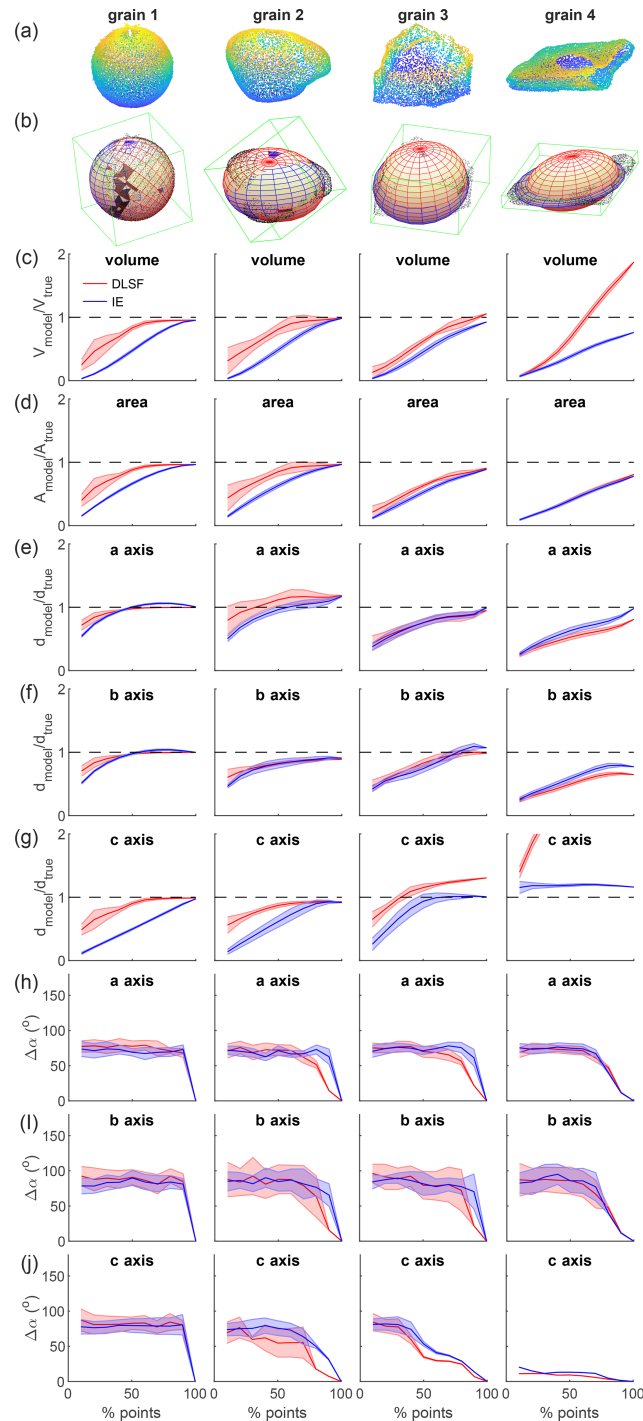 grain 1 grain 2 grain 3 grain 4
(a)
(b)
(c) volume volume volume volume
V_model/V_true
2
1
0
DLSF
IE
(d) area area area area
A_model/A_true
2
1
0
(e) a axis a axis a axis a axis
d_model/d_true
2
1
0
(f) b axis b axis b axis b axis
d_model/d_true
2
1
0
(g) c axis c axis c axis c axis
d_model/d_true
2
1
0
(h) a axis a axis a axis a axis
Δα (°)
150
100
50
0
(I) b axis b axis b axis b axis
Δα (°)
150
100
50
0
(j) c axis c axis c axis c axis
Δα (°)
150
100
50
0
0 50 100 0 50 100 0 50 100 0 50 100
% points % points % points % points